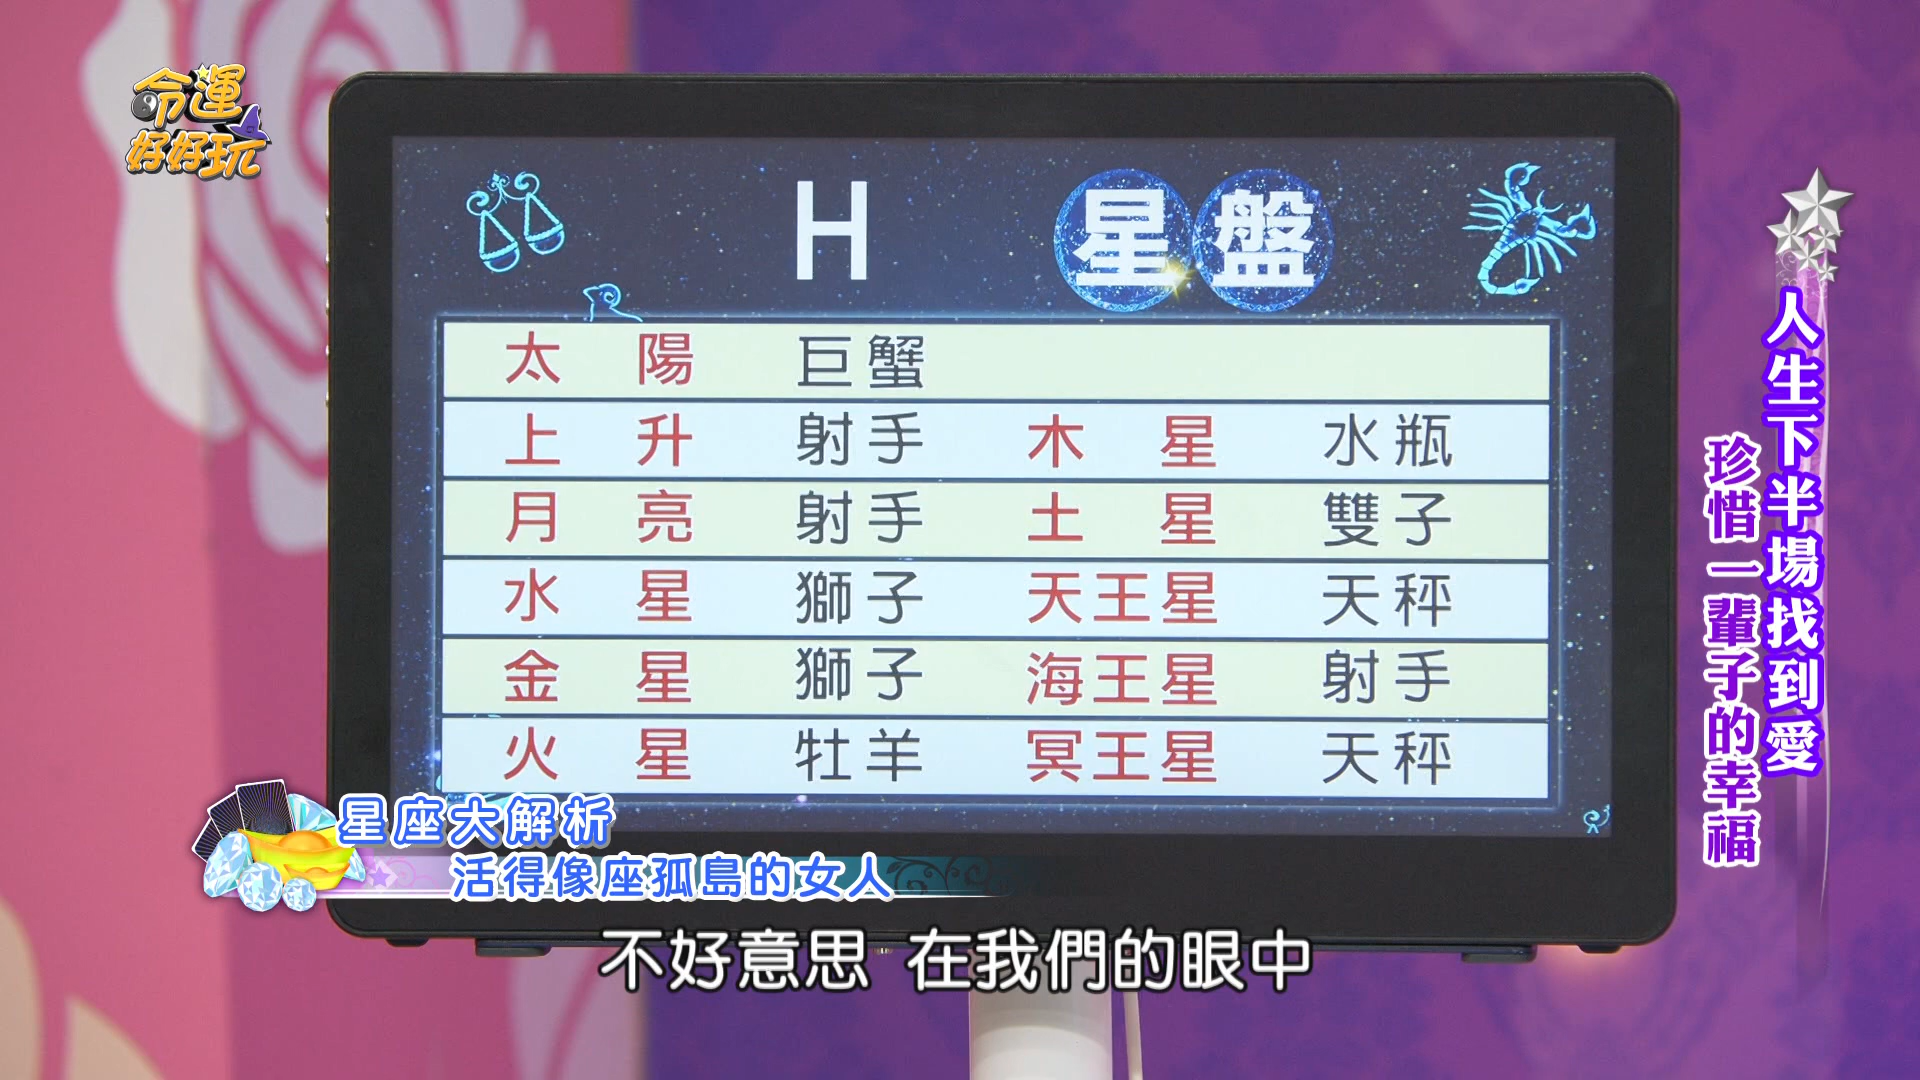 命運
好好玩
H 星盤
太陽 巨蟹
上升 射手 木星 水瓶
月亮 射手 土星 雙子
水星 獅子 天王星 天秤
金星 獅子 海王星 射手
火星 牡羊 冥王星 天秤
人生下半場找到愛
珍惜一輩子的幸福
星座大解析
活得像座孤島的女人
不好意思 在我們的眼中